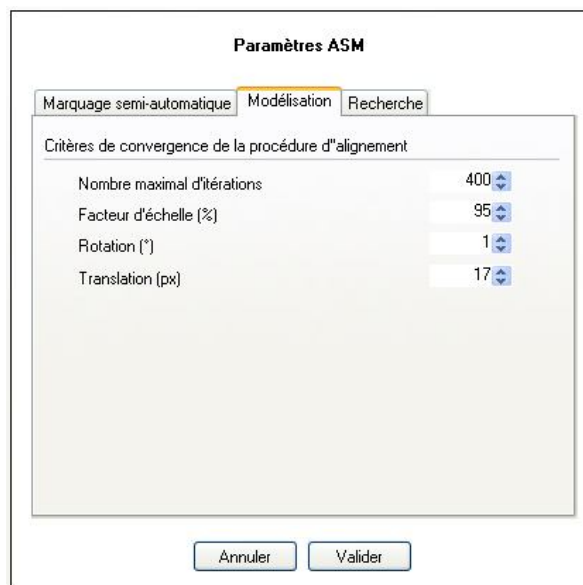 Paramètres ASM
Marquage semi-automatique Modélisation Recherche
Critères de convergence de la procédure d"alignement
Nombre maximal d'itérations 400
Facteur d'échelle (%) 95
Rotation (°) 1
Translation (px) 17
Annuler Valider